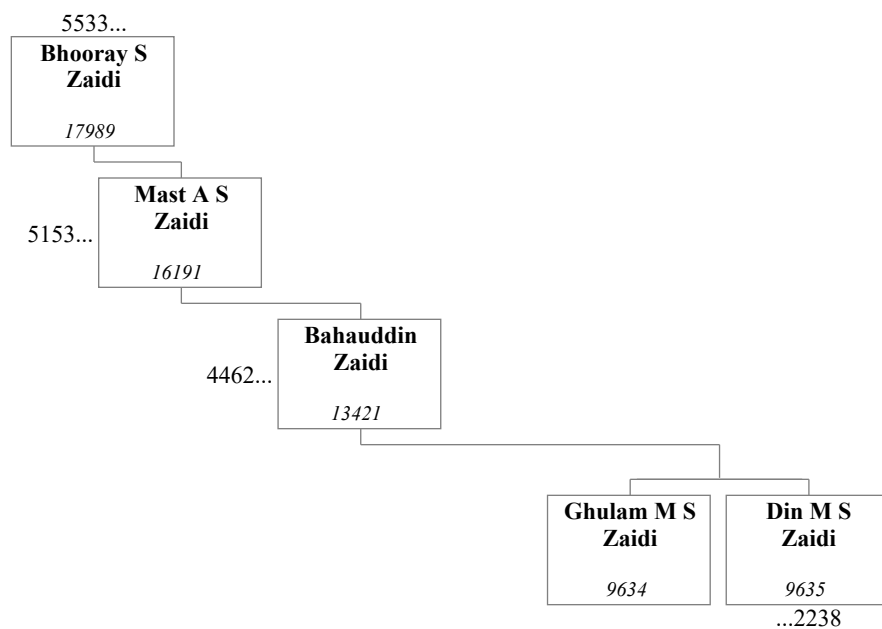 5533...
Bhooray S
Zaidi
17989
Mast A S
Zaidi
5153...
16191
Bahauddin
Zaidi
4462...
13421
Ghulam M S
Zaidi
9634
Din M S
Zaidi
9635
...2238